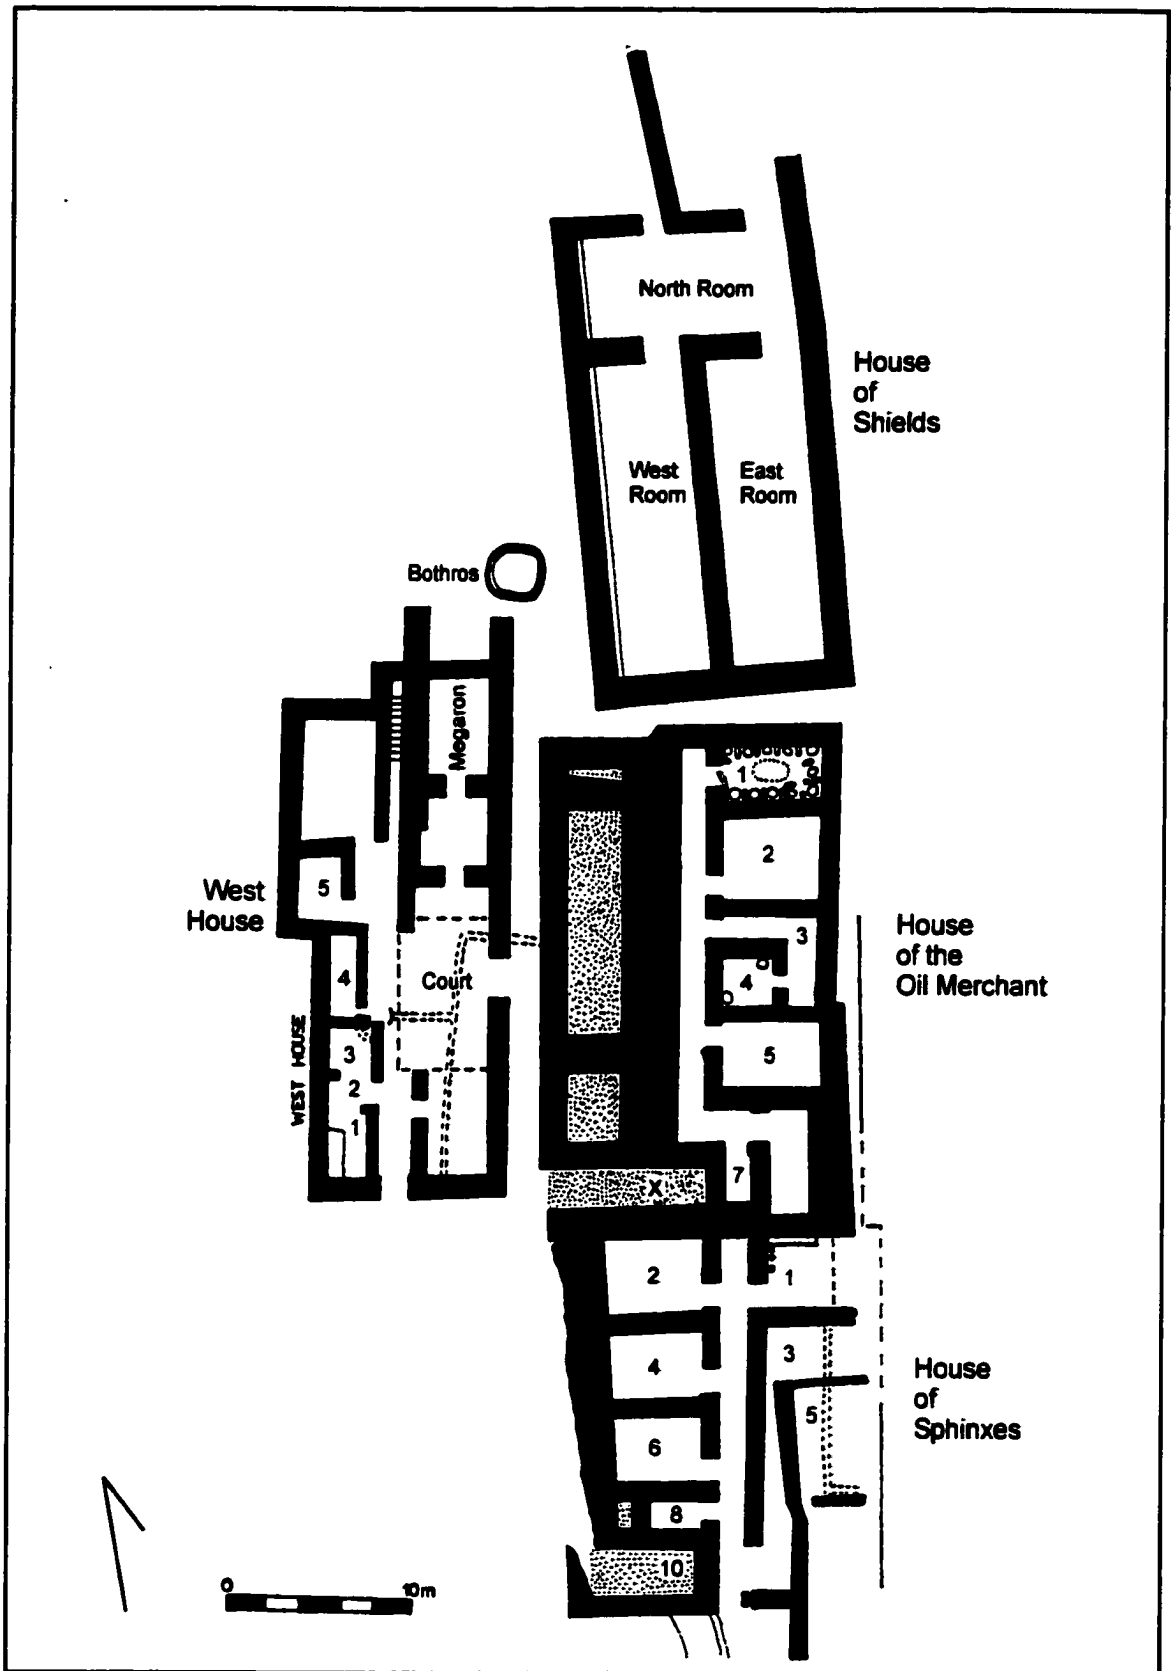 North Room
House
of
Shields
West
Room
East
Room
Bothros
Megaron
1
2
5
West
House
House
of the
Oil Merchant
3
4
4
Court
WEST HOUSE
3
2
1
5
X
7
2
1
4
3
House
of
Sphinxes
5
6
8
10
0
10m